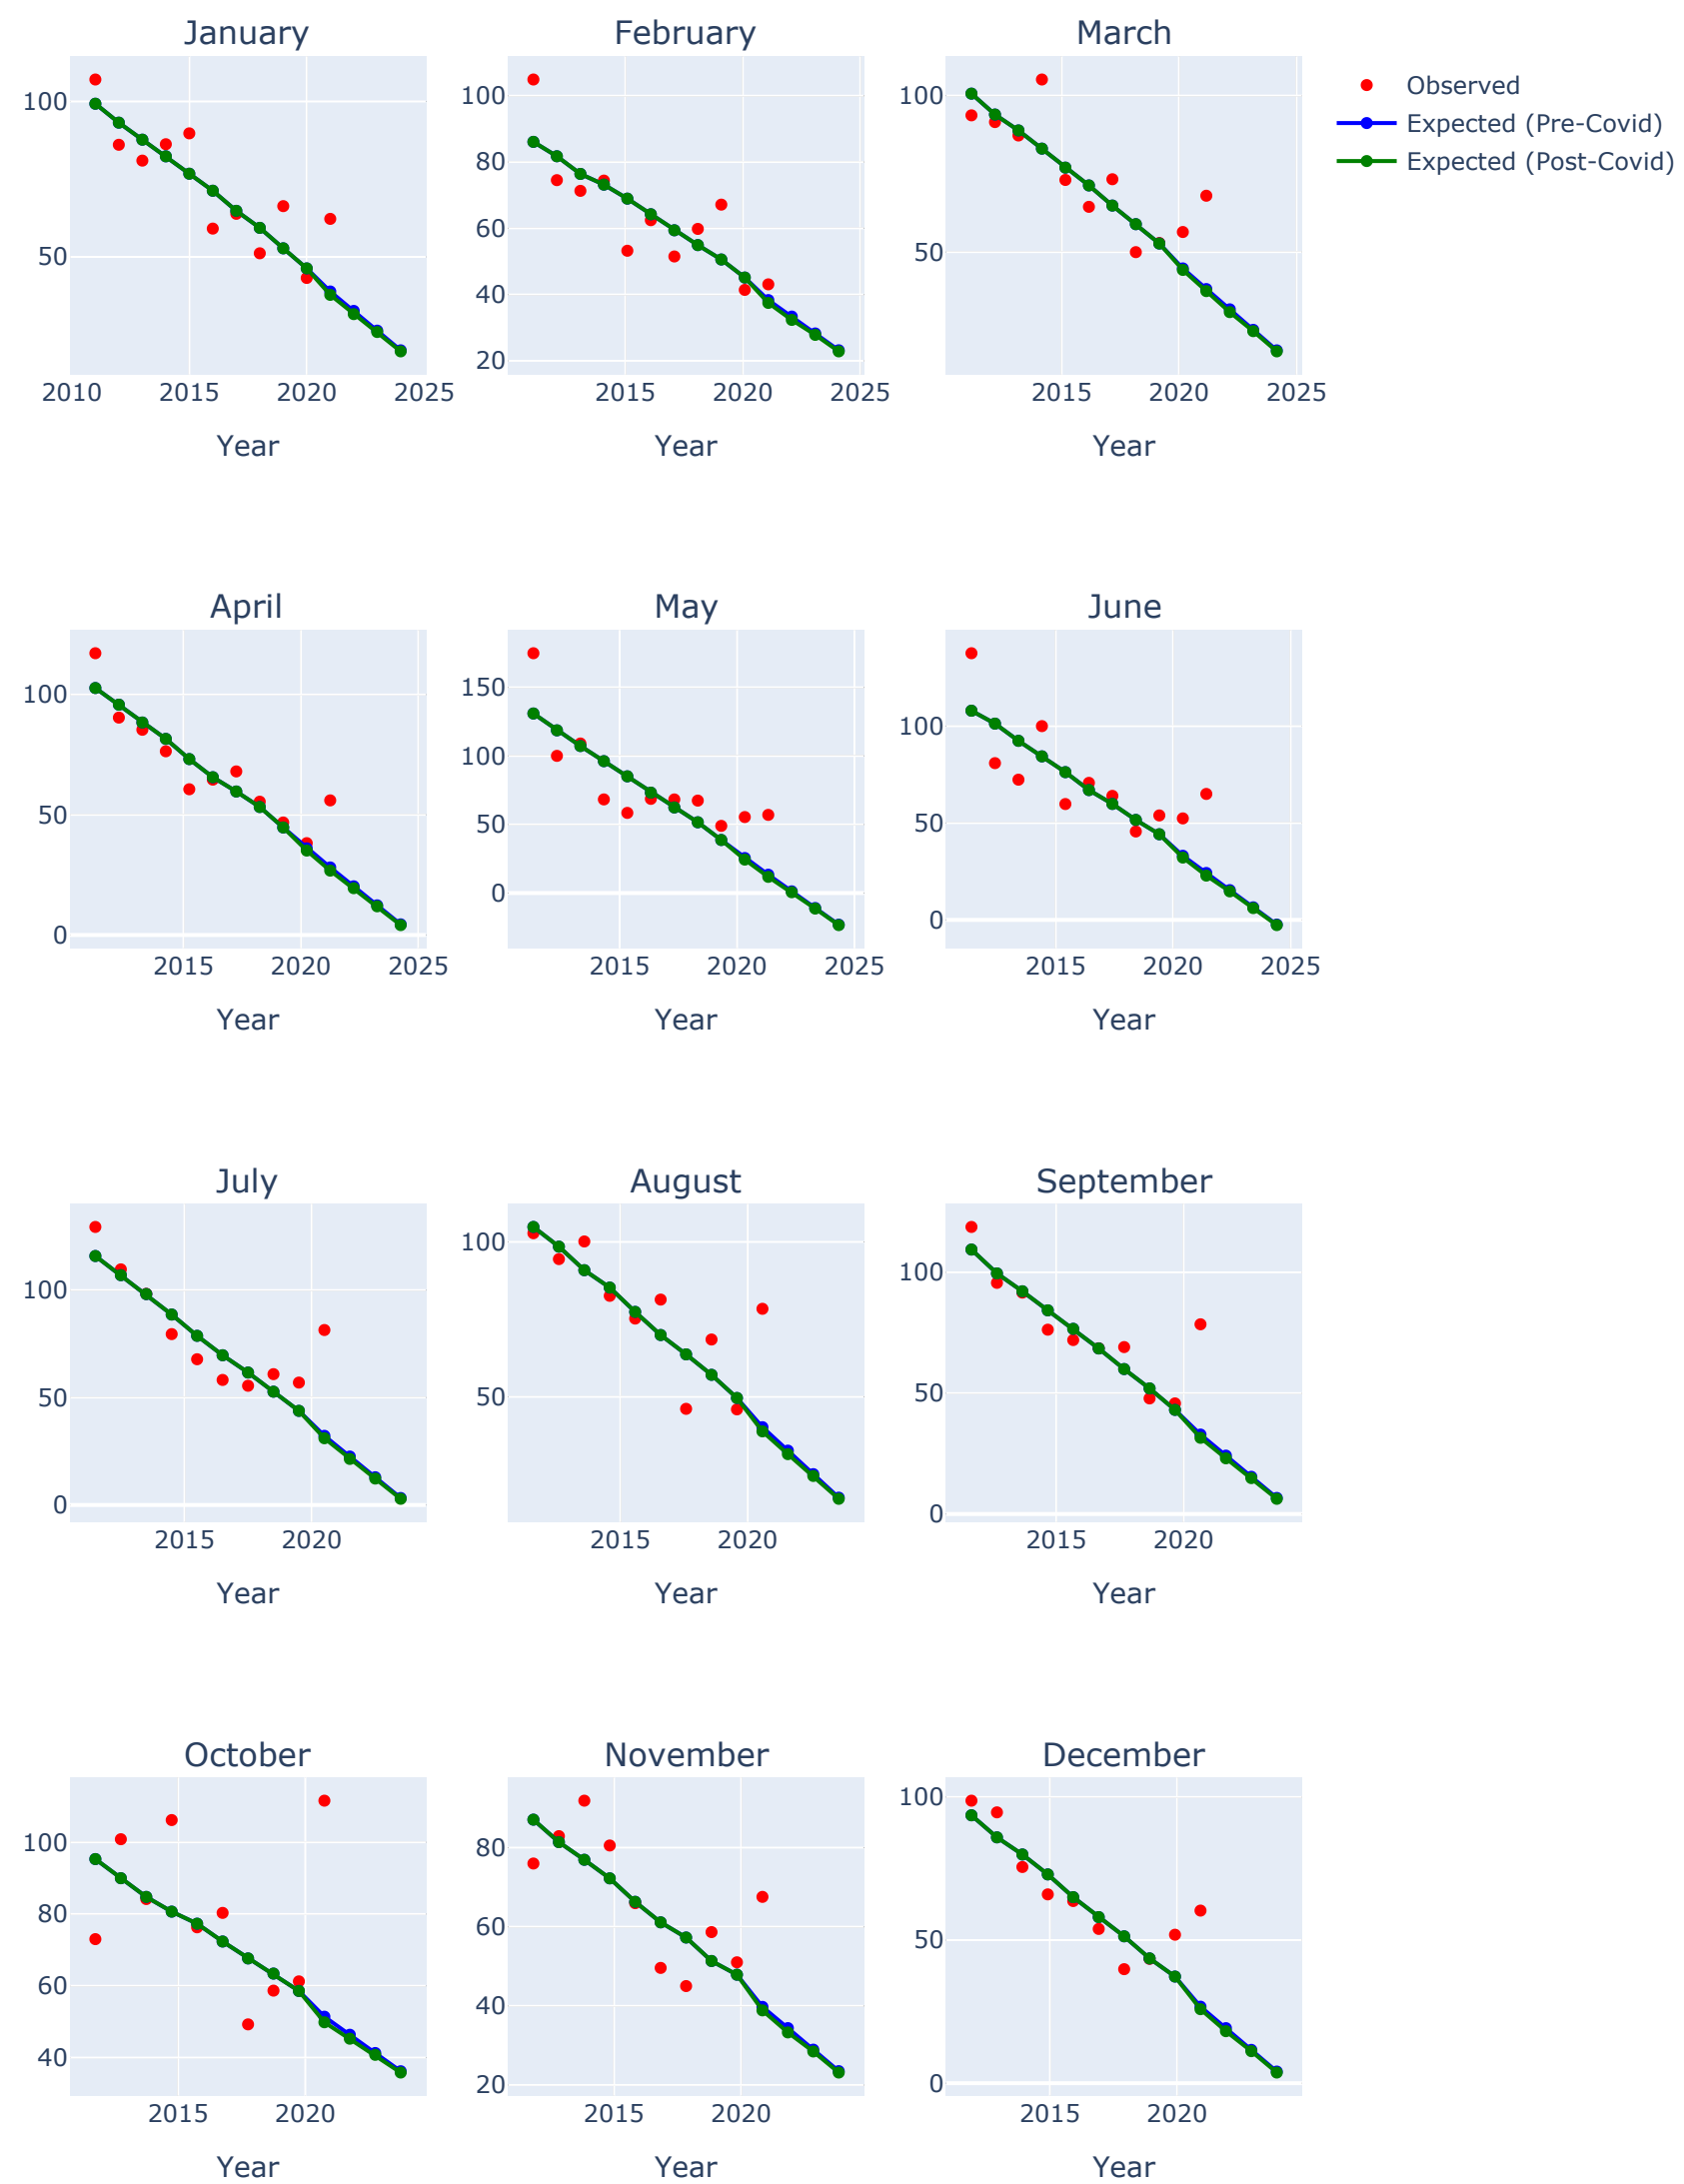 January February March
100 100 100
80
50 60 50
40
20
2010 2015 2020 2025 2015 2020 2025 2015 2020 2025
Year Year Year
Observed
Expected (Pre-Covid)
Expected (Post-Covid)
April May June
150
100 100 100
50 50 50
0 0 0
2015 2020 2025 2015 2020 2025 2015 2020 2025
Year Year Year
July August September
100 100 100
50 50 50
0 0
2015 2020 2015 2020 2015 2020
Year Year Year
October November December
100 80 100
80 60
60 40 50
40 20 0
2015 2020 2015 2020 2015 2020
Year Year Year